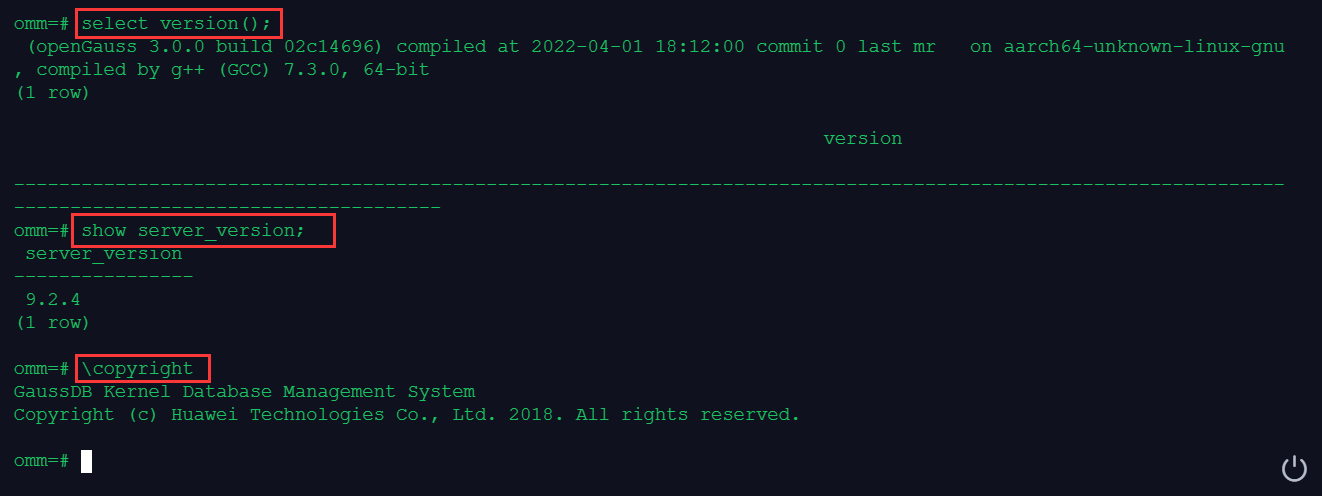 omm=# select version();
(openGauss 3.0.0 build 02c14696) compiled at 2022-04-01 18:12:00 commit 0 last mr   on aarch64-unknown-linux-gnu
, compiled by g++ (GCC) 7.3.0, 64-bit
(1 row)
version
-----------------------------------------------------------------------------------------------------------------
--------------------------------------
omm=# show server_version;
server_version
----------------
9.2.4
(1 row)
omm=# \copyright
GaussDB Kernel Database Management System
Copyright (c) Huawei Technologies Co., Ltd. 2018. All rights reserved.
omm=#